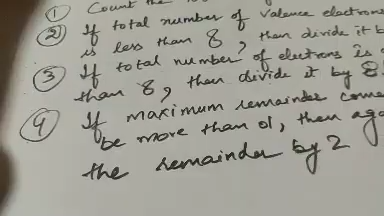 ① Count the
② If total number of valence electrons
is less than 8, then divide it b
③ If total number of electrons is
than 8, then divide it by 8
④ If maximum remainder come
be more than 01, then aga
the remainder by 2